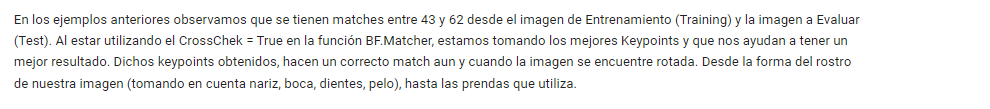 En los ejemplos anteriores observamos que se tienen matches entre 43 y 62 desde el imagen de Entrenamiento (Training) y la imagen a Evaluar
(Test). Al estar utilizando el CrossChek = True en la función BF.Matcher, estamos tomando los mejores Keypoints y que nos ayudan a tener un
mejor resultado. Dichos keypoints obtenidos, hacen un correcto match aun y cuando la imagen se encuentre rotada. Desde la forma del rostro
de nuestra imagen (tomando en cuenta nariz, boca, dientes, pelo), hasta las prendas que utiliza.